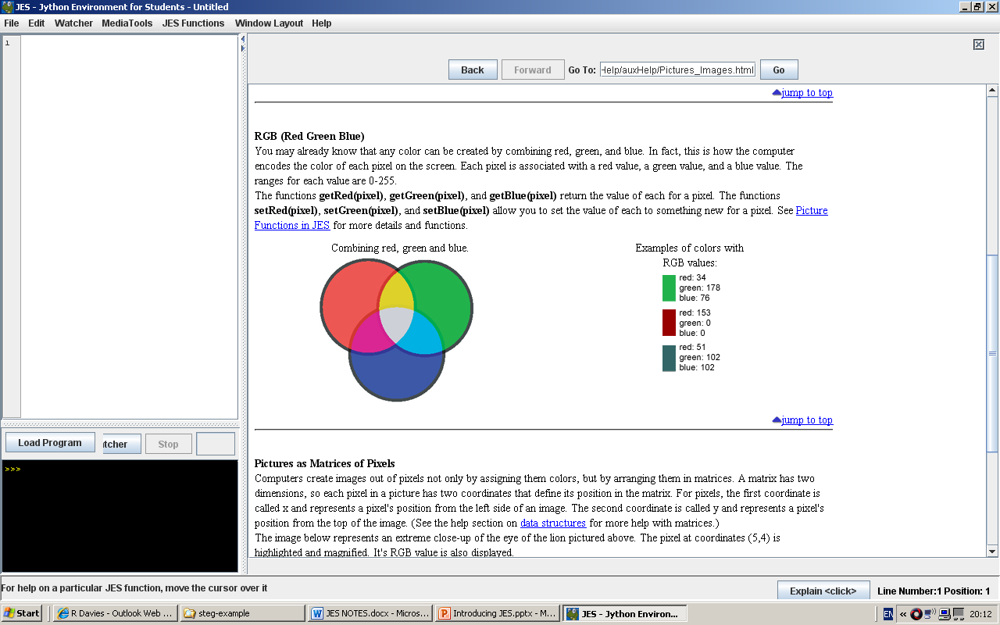 JES - Jython Environment for Students - Untitled
File Edit Watcher MediaTools JES Functions Window Layout Help
1
Back Forward Go To: Help/auxHelp/Pictures_Images.html Go
jump to top
RGB (Red Green Blue)
You may already know that any color can be created by combining red, green, and blue. In fact, this is how the computer
encodes the color of each pixel on the screen. Each pixel is associated with a red value, a green value, and a blue value. The
ranges for each value are 0-255.
The functions getRed(pixel), getGreen(pixel), and getBlue(pixel) return the value of each for a pixel. The functions
setRed(pixel), setGreen(pixel), and setBlue(pixel) allow you to set the value of each to something new for a pixel. See Picture
Functions in JES for more details and functions.
Combining red, green and blue.
Examples of colors with
RGB values:
red: 34
green: 178
blue: 76
red: 153
green: 0
blue: 0
red: 51
green: 102
blue: 102
jump to top
Pictures as Matrices of Pixels
Computers create images out of pixels not only by assigning them colors, but by arranging them in matrices. A matrix has two
dimensions, so each pixel in a picture has two coordinates that define its position in the matrix. For pixels, the first coordinate is
called x and represents a pixel's position from the left side of an image. The second coordinate is called y and represents a pixel's
position from the top of the image. (See the help section on data structures for more help with matrices.)
The image below represents an extreme close-up of the eye of the lion pictured above. The pixel at coordinates (5,4) is
highlighted and magnified. It's RGB value is also displayed.
Load Program tcher Stop
>>>
For help on a particular JES function, move the cursor over it
Explain <click> Line Number:1 Position: 1
Start R Davies - Outlook Web ... steg-example JES NOTES.docx - Micros... Introducing JES.pptx - M... JES - Jython Environ... EN « 20:12